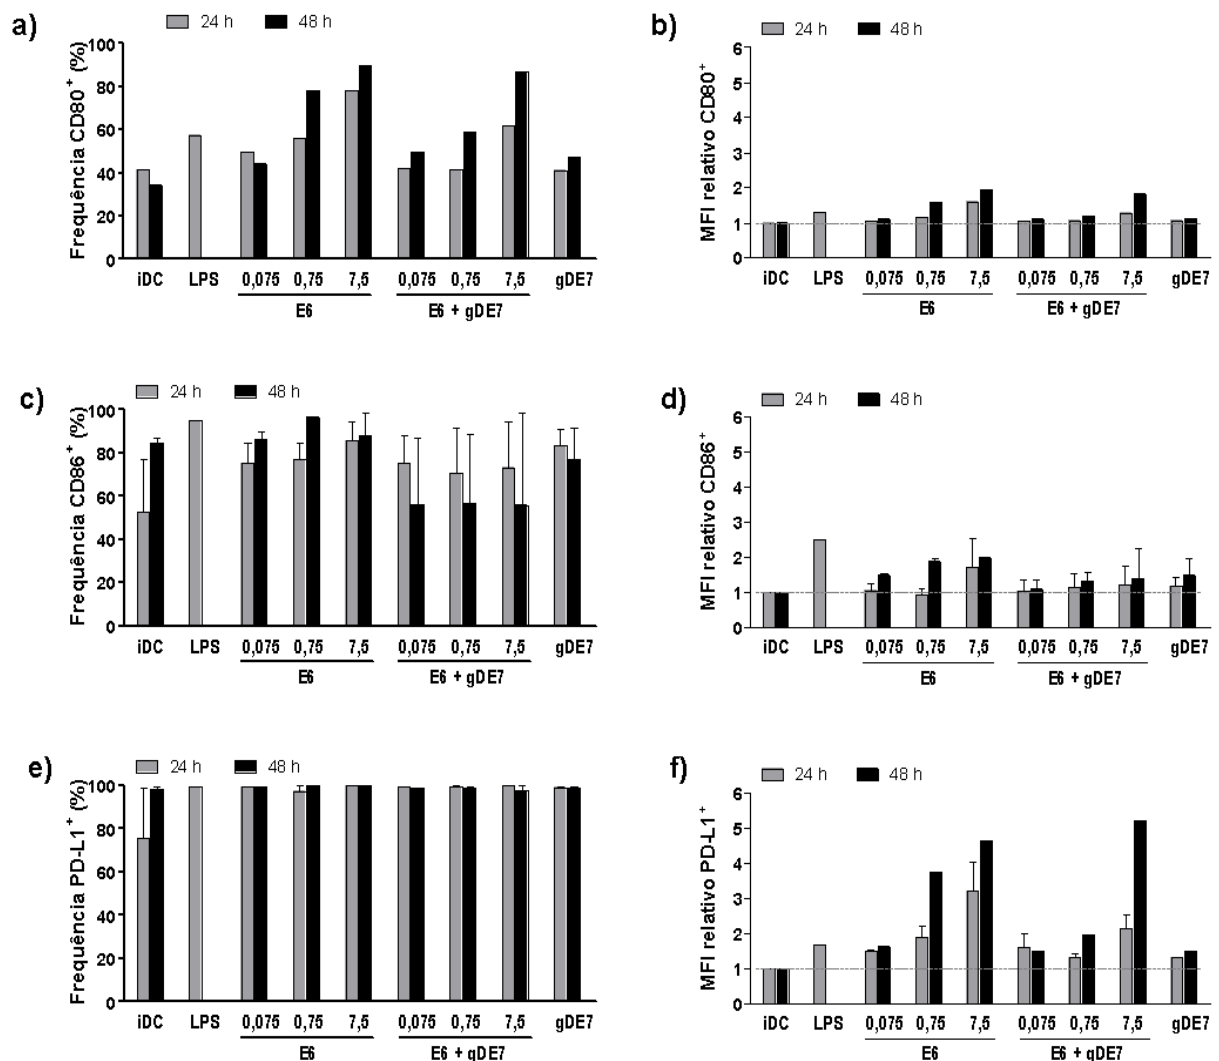 a)
24 h 48 h
Frequência CD80+ (%)
100
80
60
40
20
0
iDC LPS 0,075 0,75 7,5 0,075 0,75 7,5 gDE7
E6 E6 + gDE7
b)
24 h 48 h
MFI relativo CD80+
6
5
4
3
2
1
0
iDC LPS 0,075 0,75 7,5 0,075 0,75 7,5 gDE7
E6 E6 + gDE7
c)
24 h 48 h
Frequência CD86+ (%)
100
80
60
40
20
0
iDC LPS 0,075 0,75 7,5 0,075 0,75 7,5 gDE7
E6 E6 + gDE7
d)
24 h 48 h
MFI relativo CD86+
6
5
4
3
2
1
0
iDC LPS 0,075 0,75 7,5 0,075 0,75 7,5 gDE7
E6 E6 + gDE7
e)
24 h 48 h
Frequência PD-L1+ (%)
100
80
60
40
20
0
iDC LPS 0,075 0,75 7,5 0,075 0,75 7,5 gDE7
E6 E6 + gDE7
f)
24 h 48 h
MFI relativo PD-L1+
6
5
4
3
2
1
0
iDC LPS 0,075 0,75 7,5 0,075 0,75 7,5 gDE7
E6 E6 + gDE7